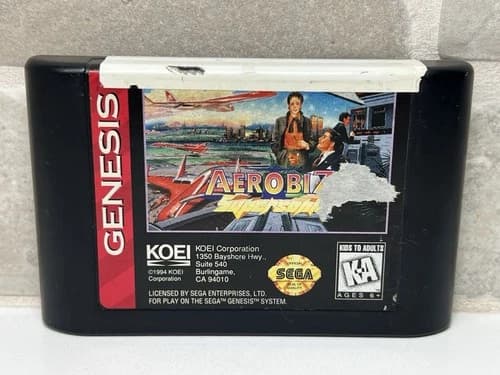 GENESIS
AEROBIZ
KOEI
©1994 KOEI
Corporation
KOEI Corporation
1350 Bayshore Hwy.,
Suite 540
Burlingame,
CA 94010
SEGA
KIDS TO ADULTS
K-A
AGES 6+
LICENSED BY SEGA ENTERPRISES, LTD.
FOR PLAY ON THE SEGA™ GENESIS™ SYSTEM.